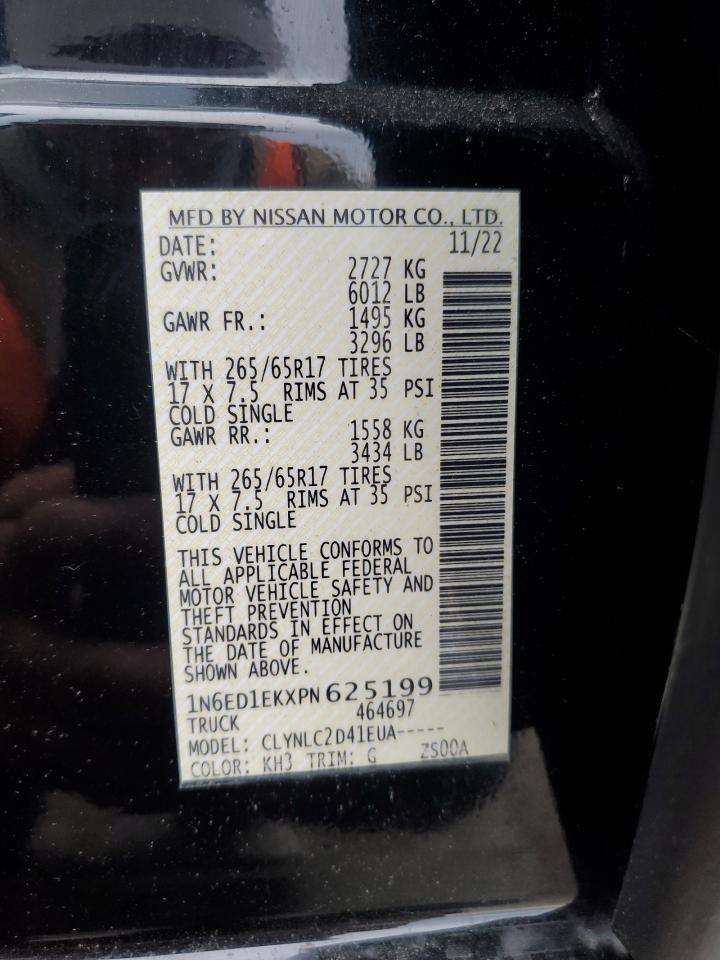 MFD BY NISSAN MOTOR CO., LTD.
DATE: 11/22
GVWR: 2727 KG
6012 LB
GAWR FR.: 1495 KG
3296 LB
WITH 265/65R17 TIRES
17 X 7.5 RIMS AT 35 PSI
COLD SINGLE
GAWR RR.: 1558 KG
3434 LB
WITH 265/65R17 TIRES
17 X 7.5 RIMS AT 35 PSI
COLD SINGLE
THIS VEHICLE CONFORMS TO
ALL APPLICABLE FEDERAL
MOTOR VEHICLE SAFETY AND
THEFT PREVENTION
STANDARDS IN EFFECT ON
THE DATE OF MANUFACTURE
SHOWN ABOVE.
1N6ED1EKXPN625199
TRUCK 464697
MODEL: CLYNLC2D41EUA-----
COLOR: KH3 TRIM: G ZS00A